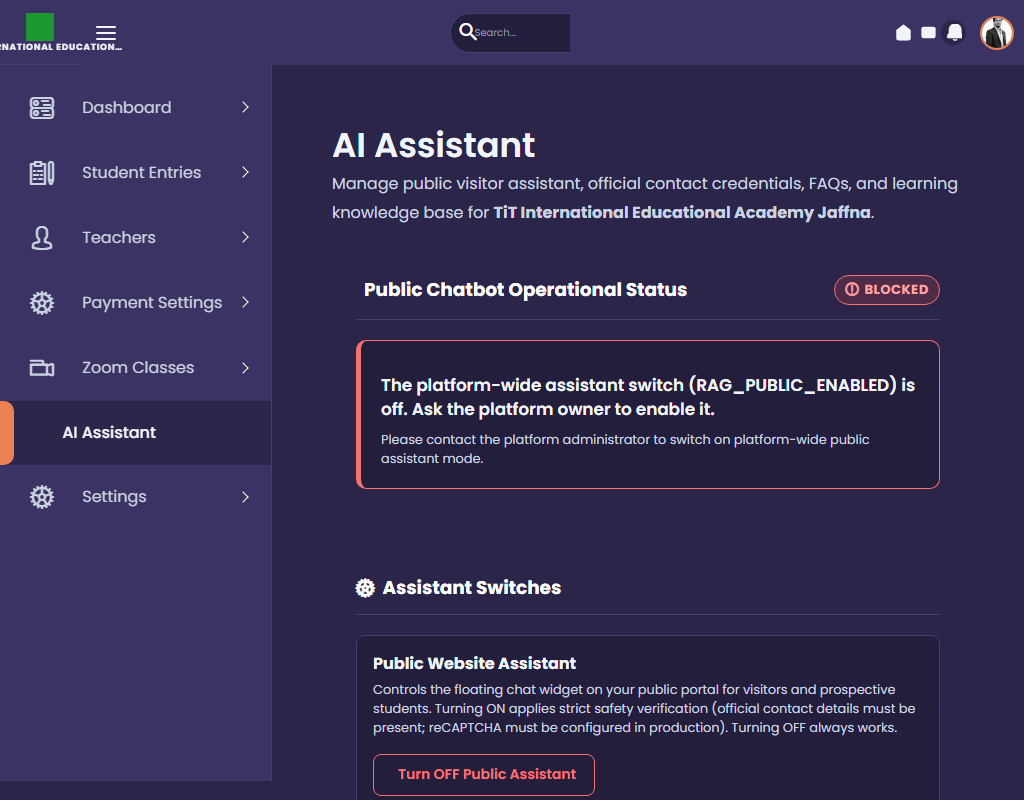 RNATIONAL EDUCATION...
Search...
Dashboard
Student Entries
Teachers
Payment Settings
Zoom Classes
AI Assistant
Settings
AI Assistant
Manage public visitor assistant, official contact credentials, FAQs, and learning
knowledge base for TiT International Educational Academy Jaffna.
Public Chatbot Operational Status
BLOCKED
The platform-wide assistant switch (RAG_PUBLIC_ENABLED) is
off. Ask the platform owner to enable it.
Please contact the platform administrator to switch on platform-wide public
assistant mode.
Assistant Switches
Public Website Assistant
Controls the floating chat widget on your public portal for visitors and prospective
students. Turning ON applies strict safety verification (official contact details must be
present; reCAPTCHA must be configured in production). Turning OFF always works.
Turn OFF Public Assistant